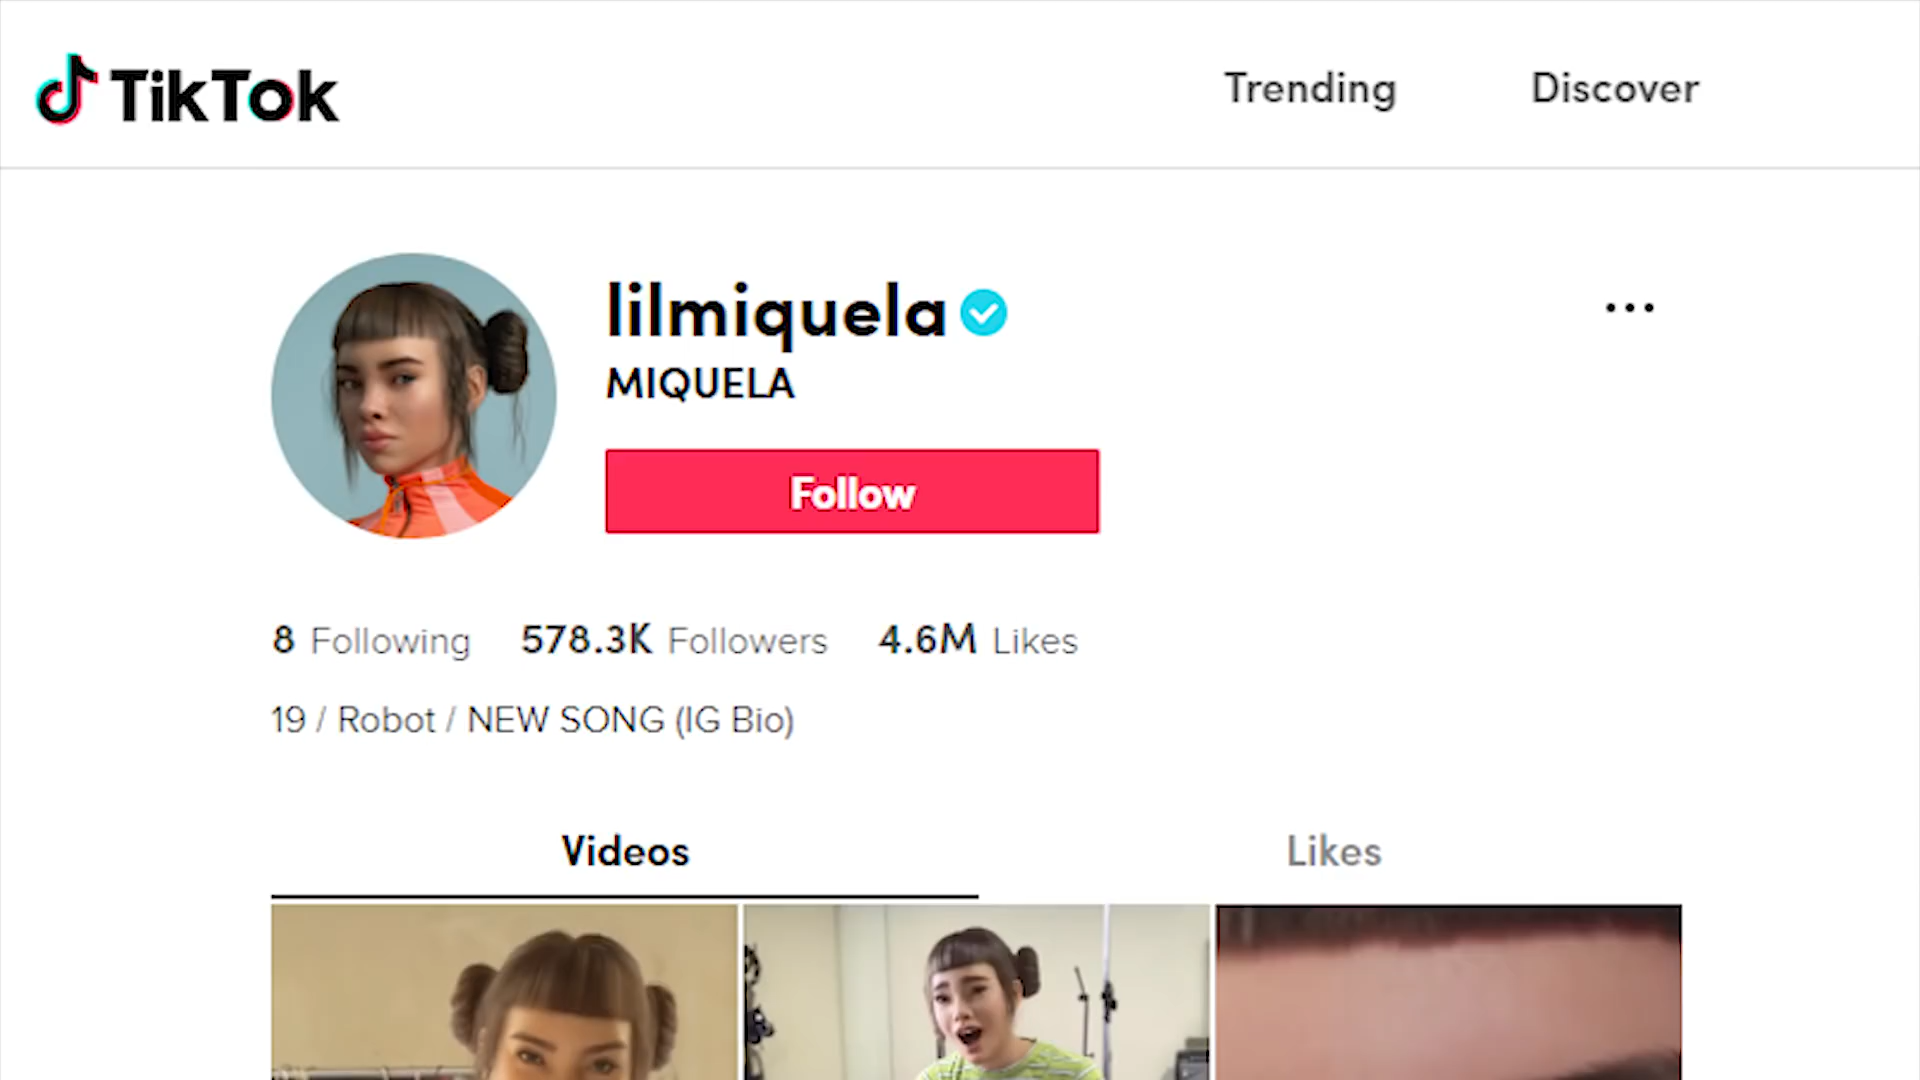 TikTok
Trending Discover
lilmiquela
MIQUELA
Follow
8 Following 578.3K Followers 4.6M Likes
19 / Robot / NEW SONG (IG Bio)
Videos Likes